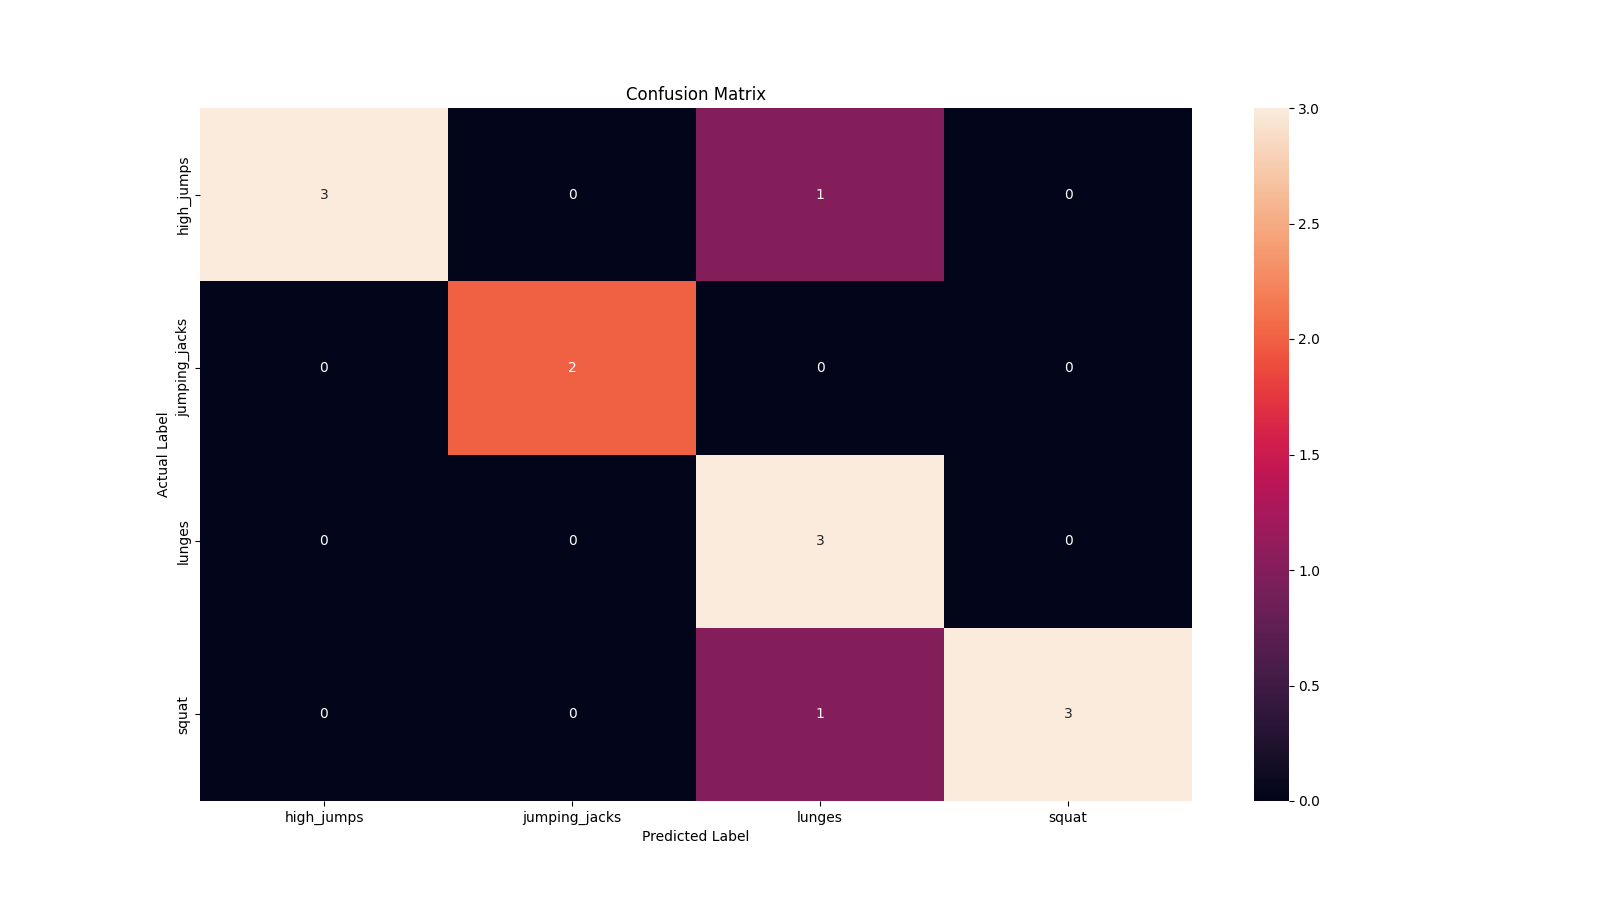 Confusion Matrix
Actual Label
high_jumps
3 0 1 0
jumping_jacks
0 2 0 0
lunges
0 0 3 0
squat
0 0 1 3
high_jumps jumping_jacks lunges squat
Predicted Label
3.0
2.5
2.0
1.5
1.0
0.5
0.0